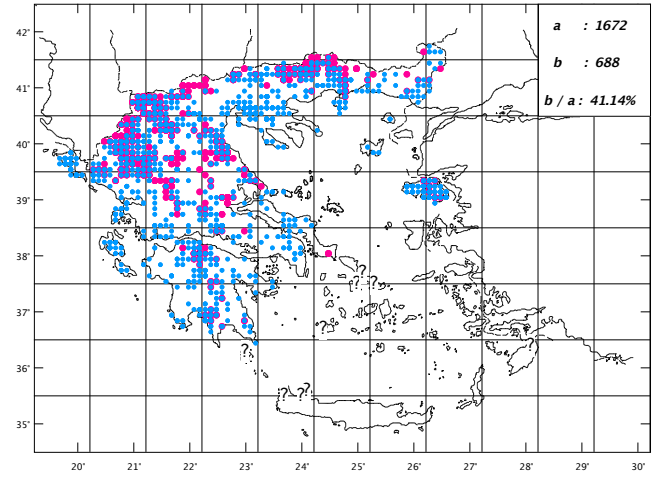 42'
41'
40'
39'
38'
37'
36'
35'
a : 1672
b : 688
b / a : 41.14%
? ? ?
?
?
? - ? ?
20' 21' 22' 23' 24' 25' 26' 27' 28' 29' 30'